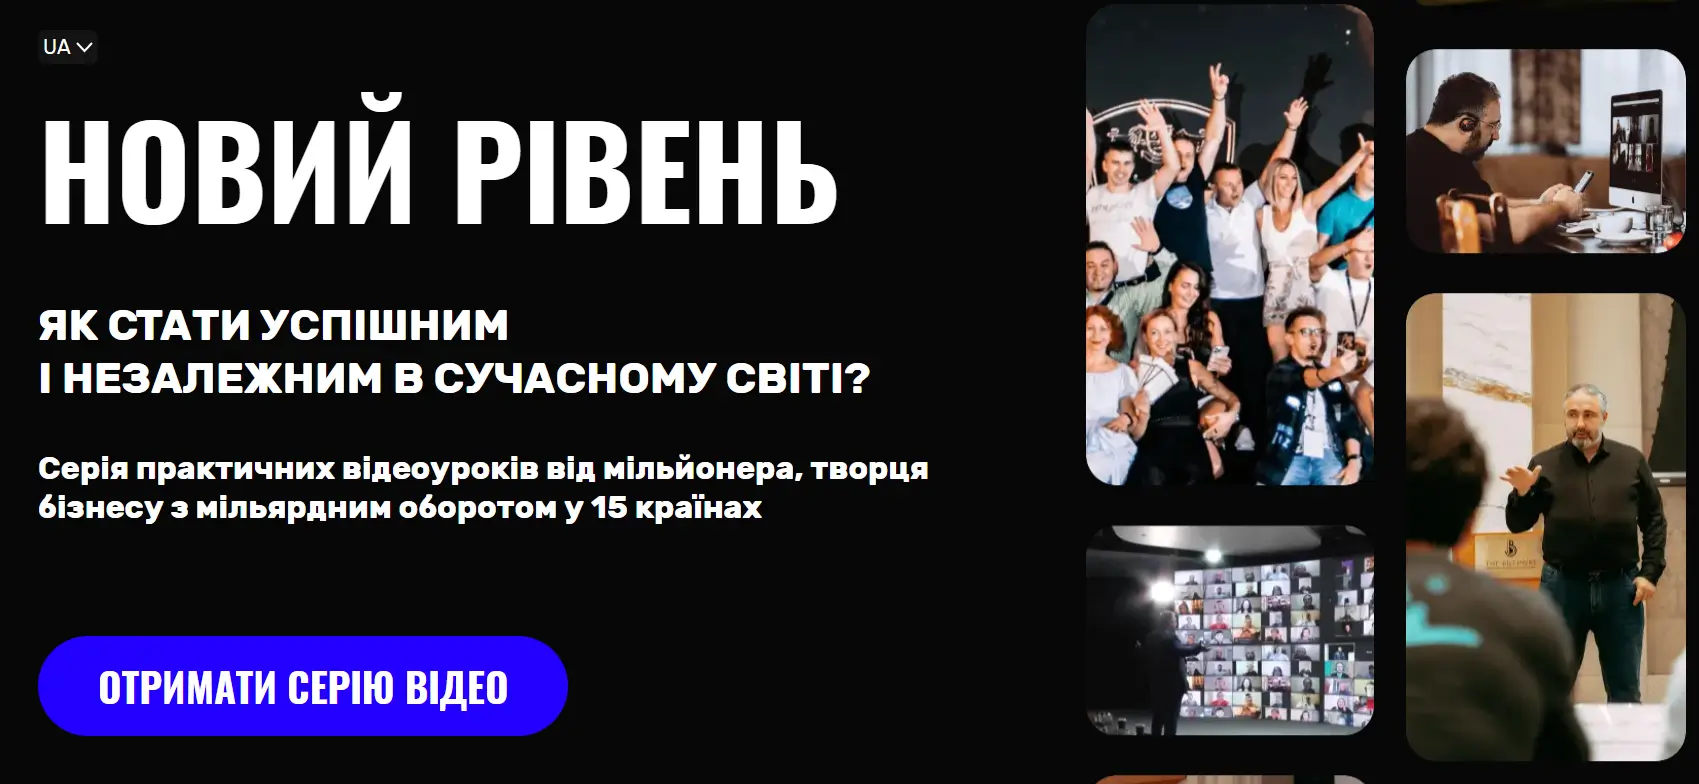 UA
НОВИЙ РІВЕНЬ
ЯК СТАТИ УСПІШНИМ
І НЕЗАЛЕЖНИМ В СУЧАСНОМУ СВІТІ?
Серія практичних відеоуроків від мільйонера, творця
бізнесу з мільярдним оборотом у 15 країнах
ОТРИМАТИ СЕРІЮ ВІДЕО